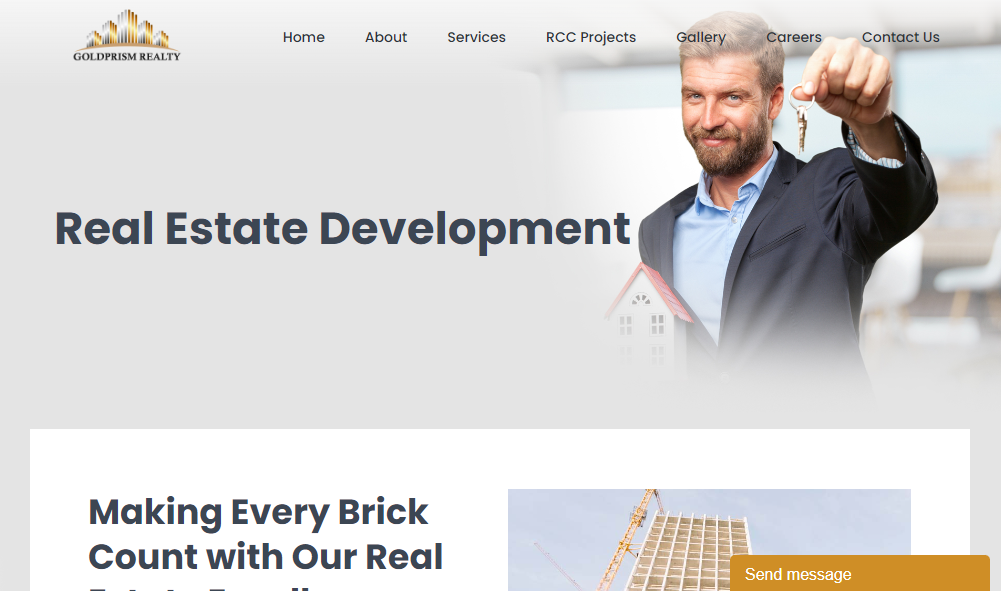 GOLDPRISM REALTY
Home About Services RCC Projects Gallery Careers Contact Us
Real Estate Development
Making Every Brick
Count with Our Real
Send message